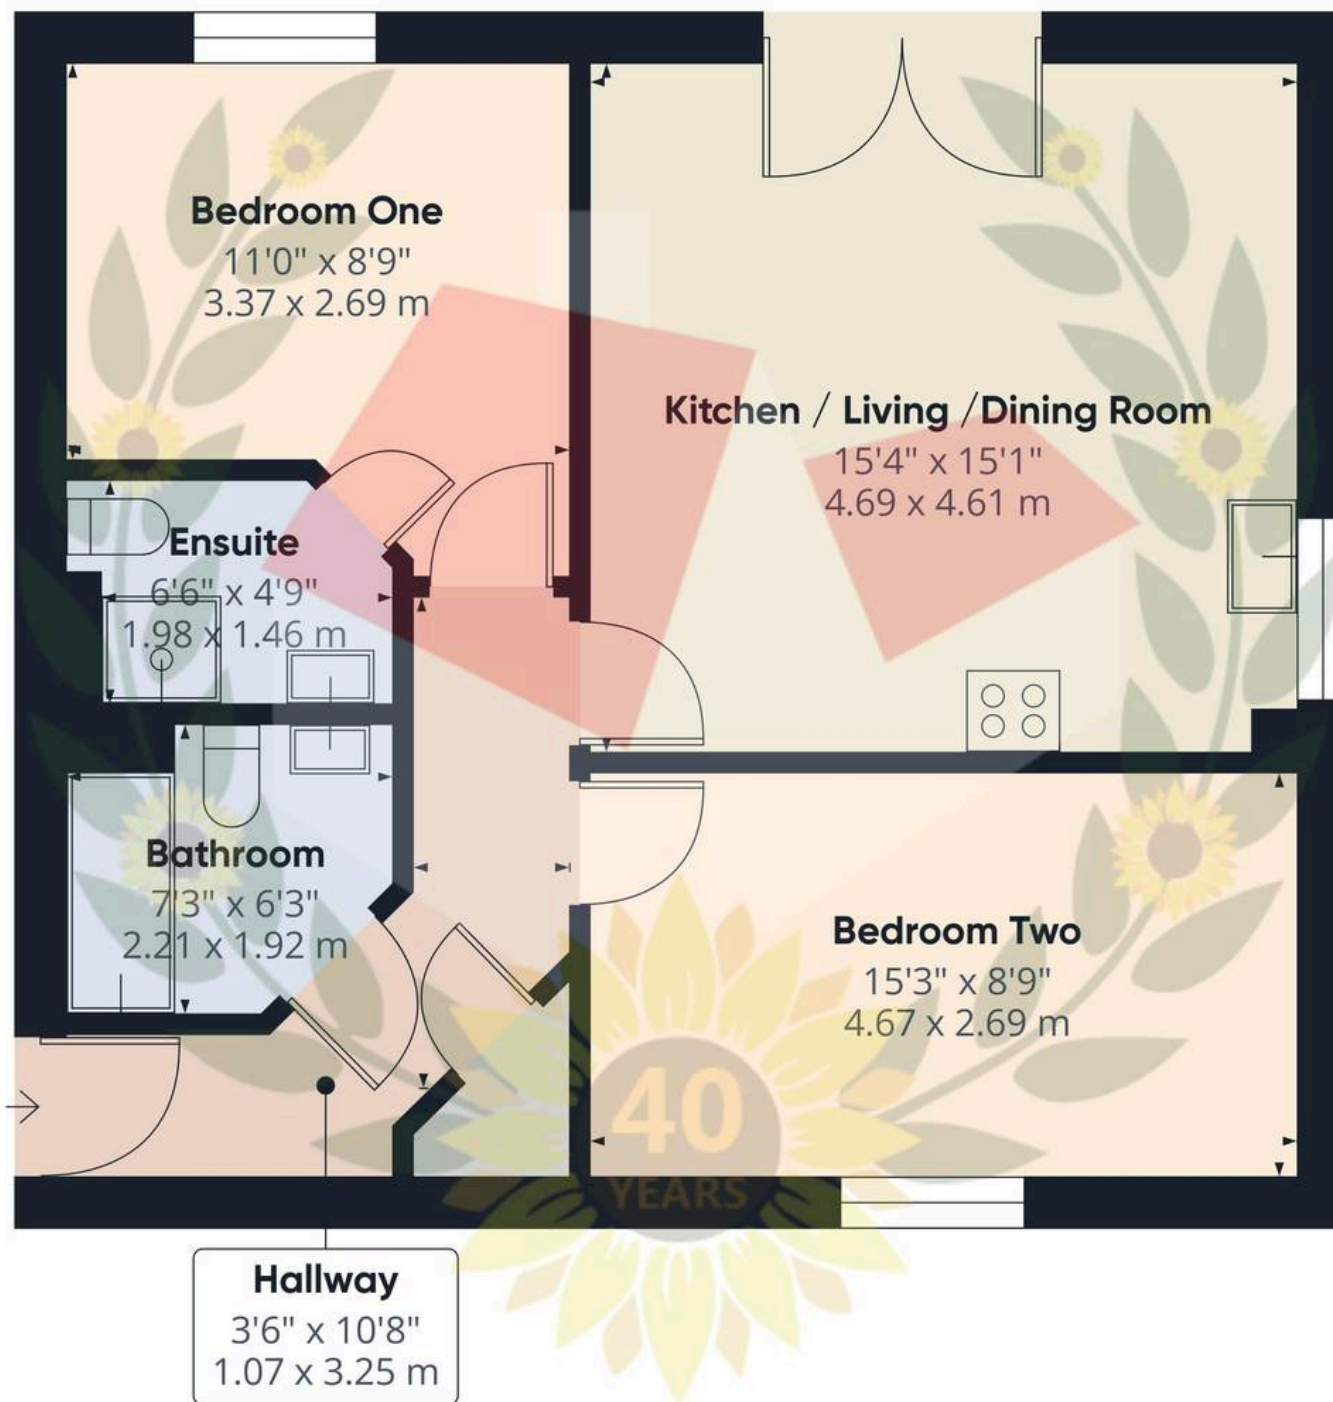 Bedroom One
11'0" x 8'9"
3.37 x 2.69 m
Kitchen / Living /Dining Room
15'4" x 15'1"
4.69 x 4.61 m
Ensuite
6'6" x 4'9"
1.98 x 1.46 m
Bathroom
7'3" x 6'3"
2.21 x 1.92 m
Bedroom Two
15'3" x 8'9"
4.67 x 2.69 m
40
YEARS
Hallway
3'6" x 10'8"
1.07 x 3.25 m